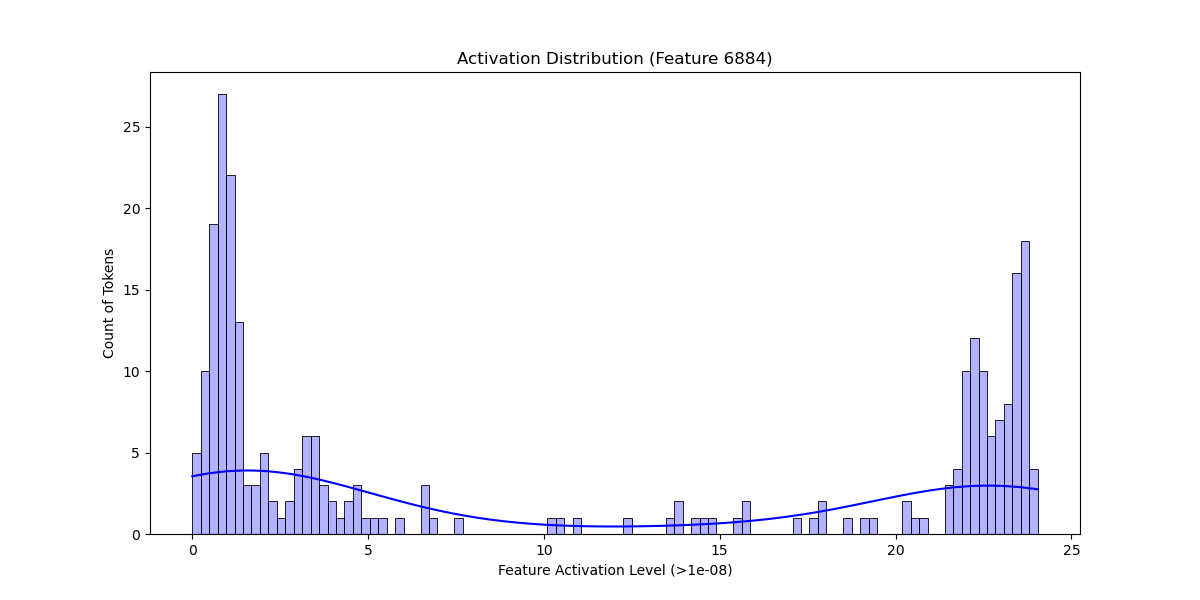 Activation Distribution (Feature 6884)
Count of Tokens
25
20
15
10
5
0
0 5 10 15 20 25
Feature Activation Level (>1e-08)